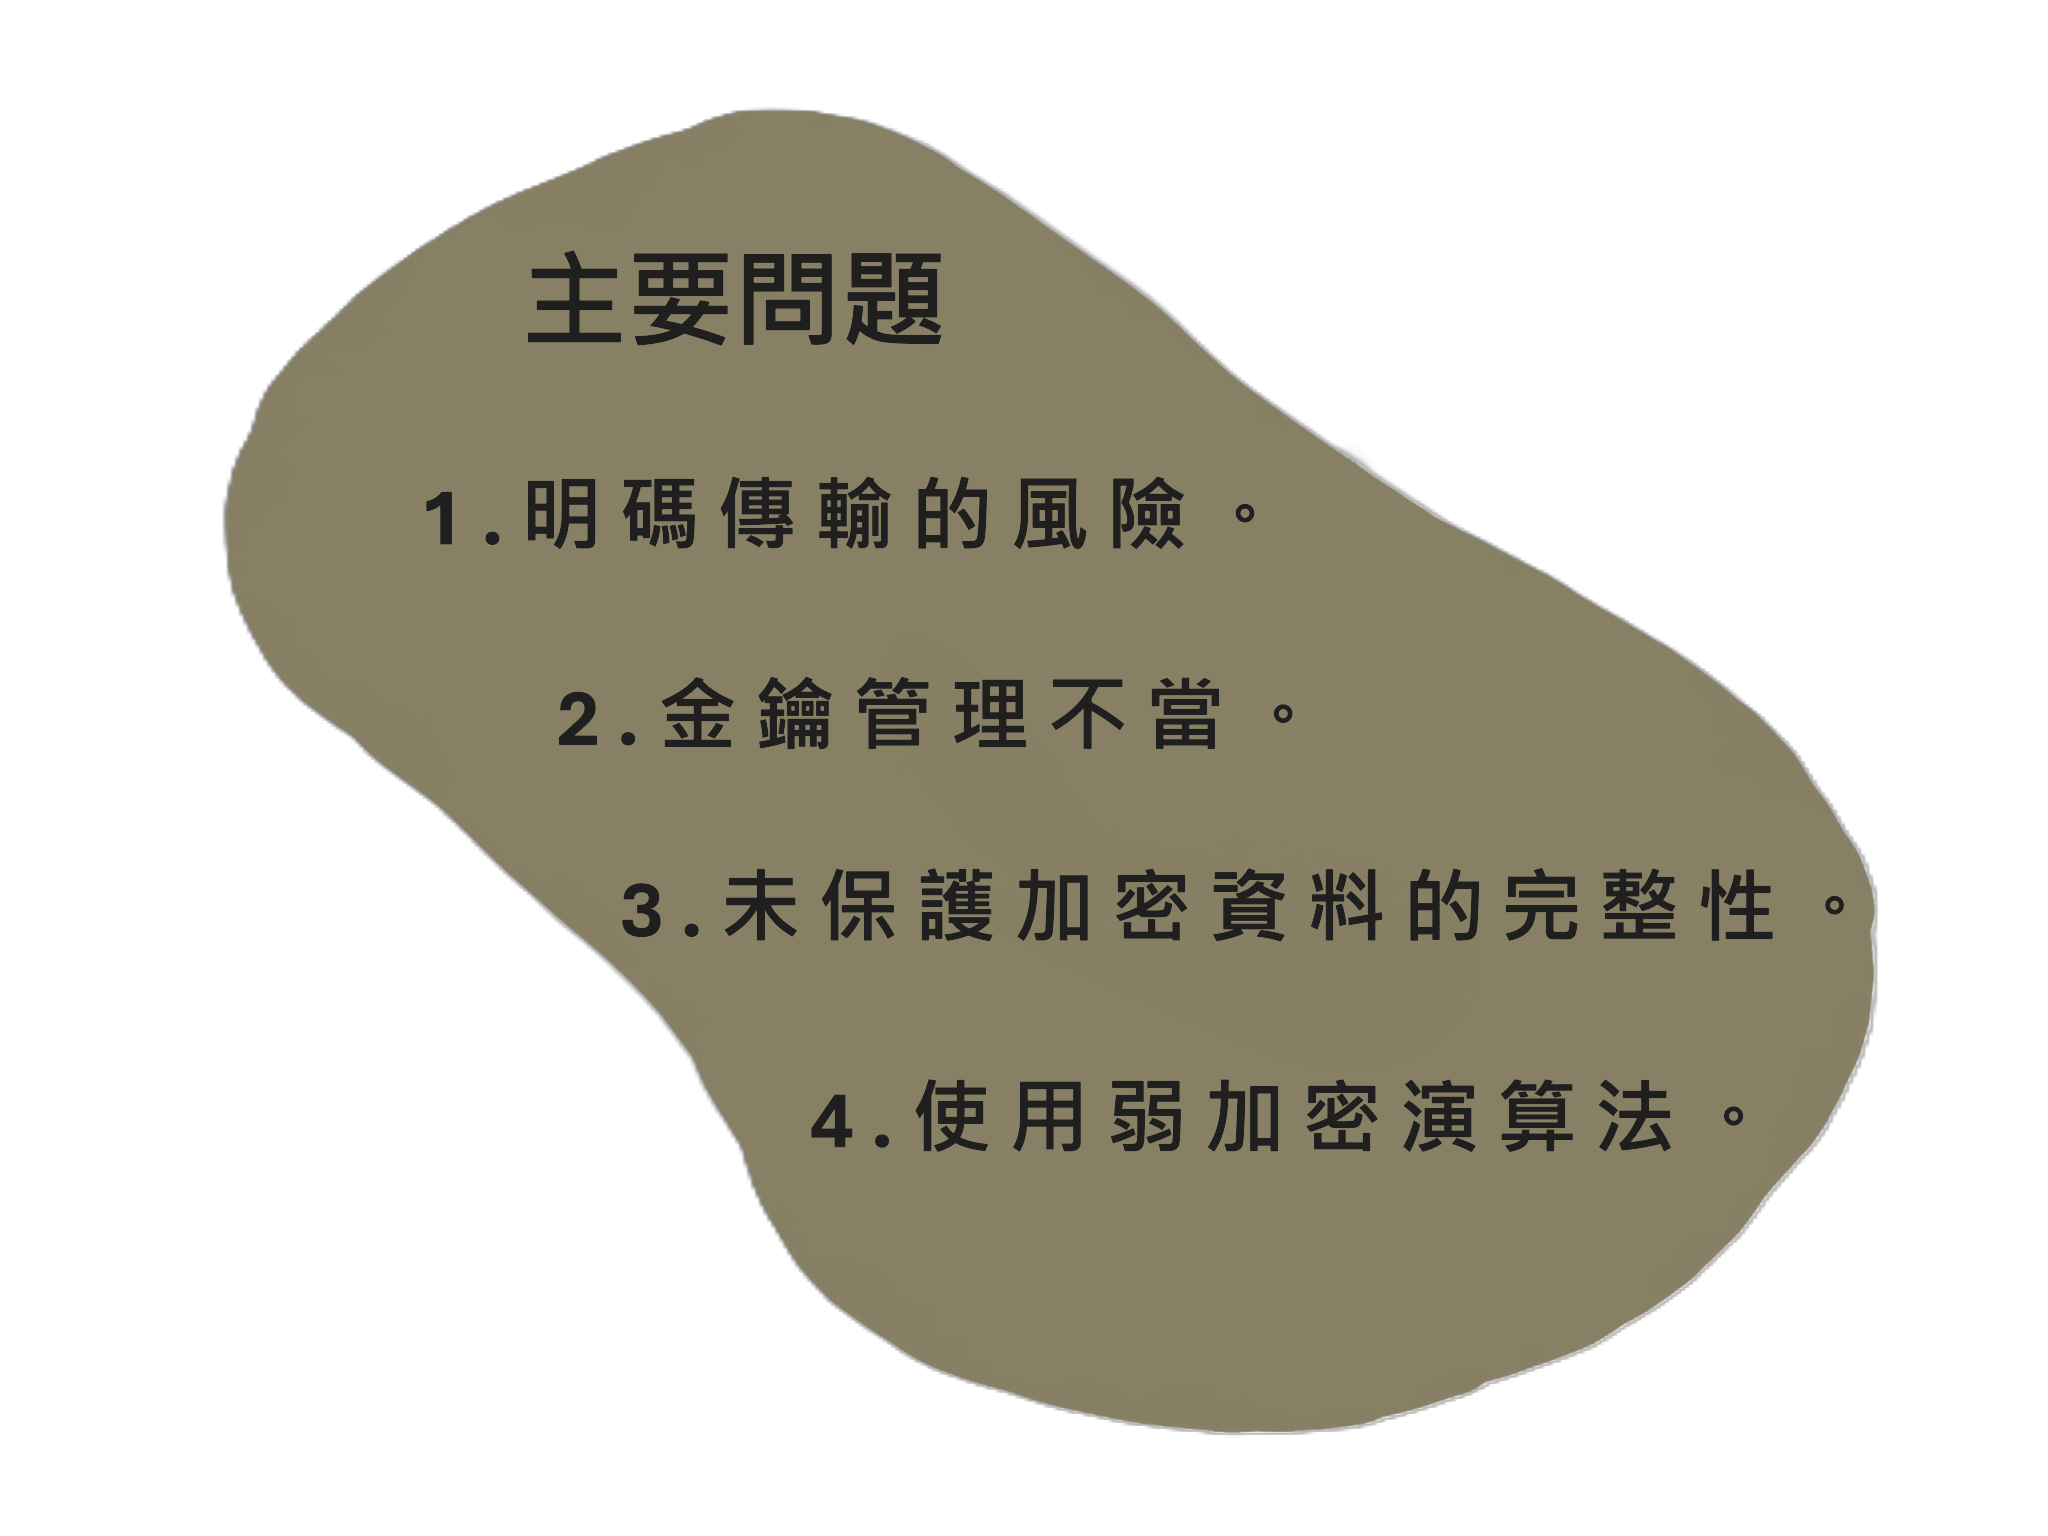 主要問題
1.明碼傳輸的風險。
2.金鑰管理不當。
3.未保護加密資料的完整性。
4.使用弱加密演算法。